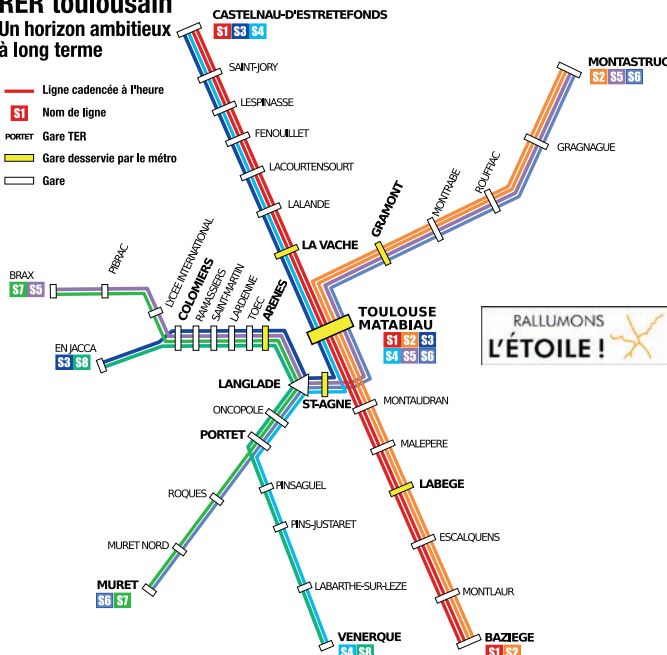 RER toulousain
Un horizon ambitieux
à long terme
Ligne cadencée à l'heure
S1
Nom de ligne
PORTET
Gare TER
Gare desservie par le métro
Gare
CASTELNAU-D'ESTRETEFONDS
S1 S3 S4
SAINT-JORY
LESPINASSE
FENOUILLET
LACOURTENSOURT
LALANDE
LA VACHE
MONTASTRUC
S2 S5 S6
GRAGNAGUE
ROUFFIAC
MONTRABE
GRAMONT
TOULOUSE
MATABIAU
S1 S2 S3
S4 S5 S6
RALLUMONS
L'ÉTOILE !
BRAX
S7 S5
PIBRAC
LYCEE INTERNATIONAL
COLOMIERS
RAMASSIERS
SAINT-MARTIN
LARDENNE
TOEC
ARENES
EN JACCA
S3 S8
LANGLADE
ST-AGNE
ONCOPOLE
PORTET
ROQUES
MURET NORD
MURET
S6 S7
PINSAGUEL
PINS-JUSTARET
LABARTHE-SUR-LEZE
VENERQUE
S4 S8
MONTAUDRAN
MALEPERE
LABEGE
ESCALQUENS
MONTLAUR
BAZIEGE
S1 S2